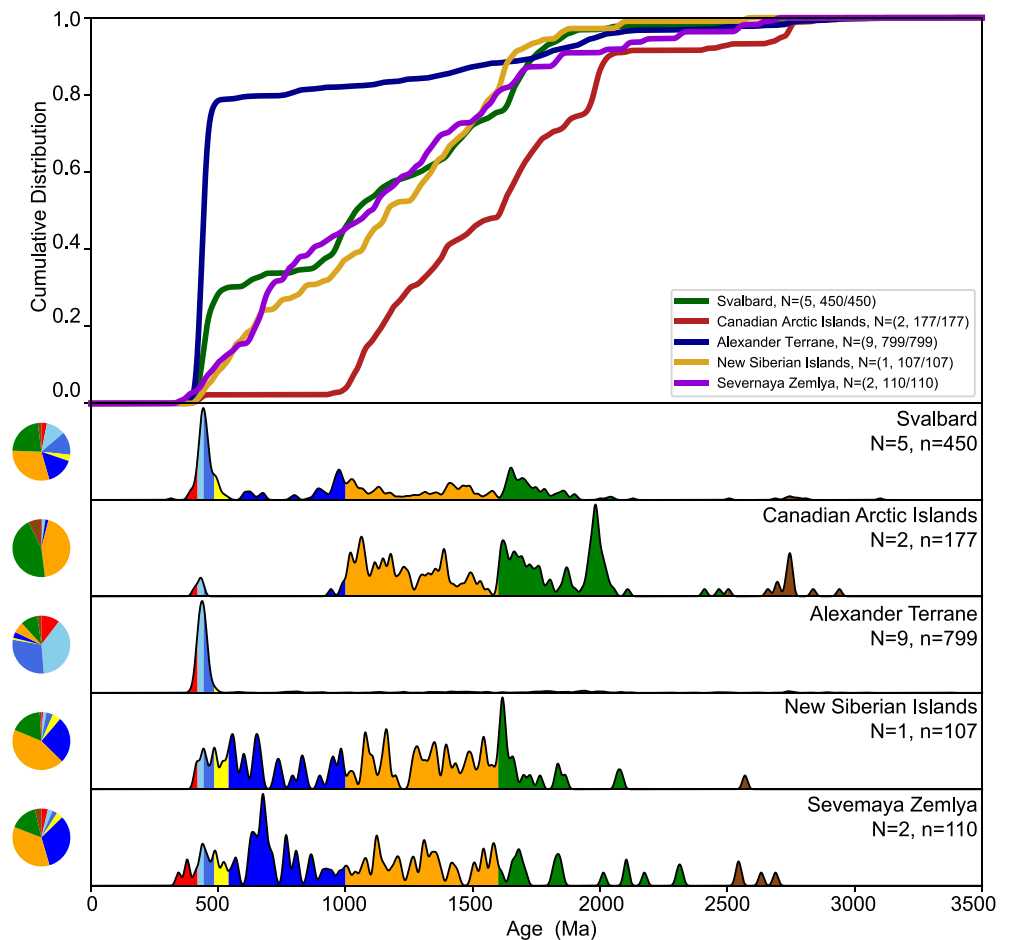 1.0
0.8
0.6
0.4
0.2
0.0
Cumulative Distribution
Svalbard, N=(5, 450/450)
Canadian Arctic Islands, N=(2, 177/177)
Alexander Terrane, N=(9, 799/799)
New Siberian Islands, N=(1, 107/107)
Severnaya Zemlya, N=(2, 110/110)
Svalbard
N=5, n=450
Canadian Arctic Islands
N=2, n=177
Alexander Terrane
N=9, n=799
New Siberian Islands
N=1, n=107
Sevemaya Zemlya
N=2, n=110
0 500 1000 1500 2000 2500 3000 3500
Age (Ma)